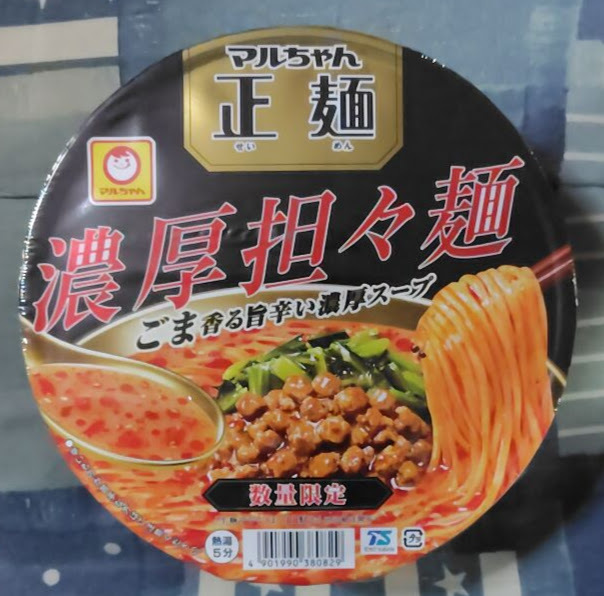 マルちゃん
正麺
せい めん
マルちゃん
濃厚担々麺
ごま香る旨辛い濃厚スープ
数量限定
熱湯
5分
4 901990 380829